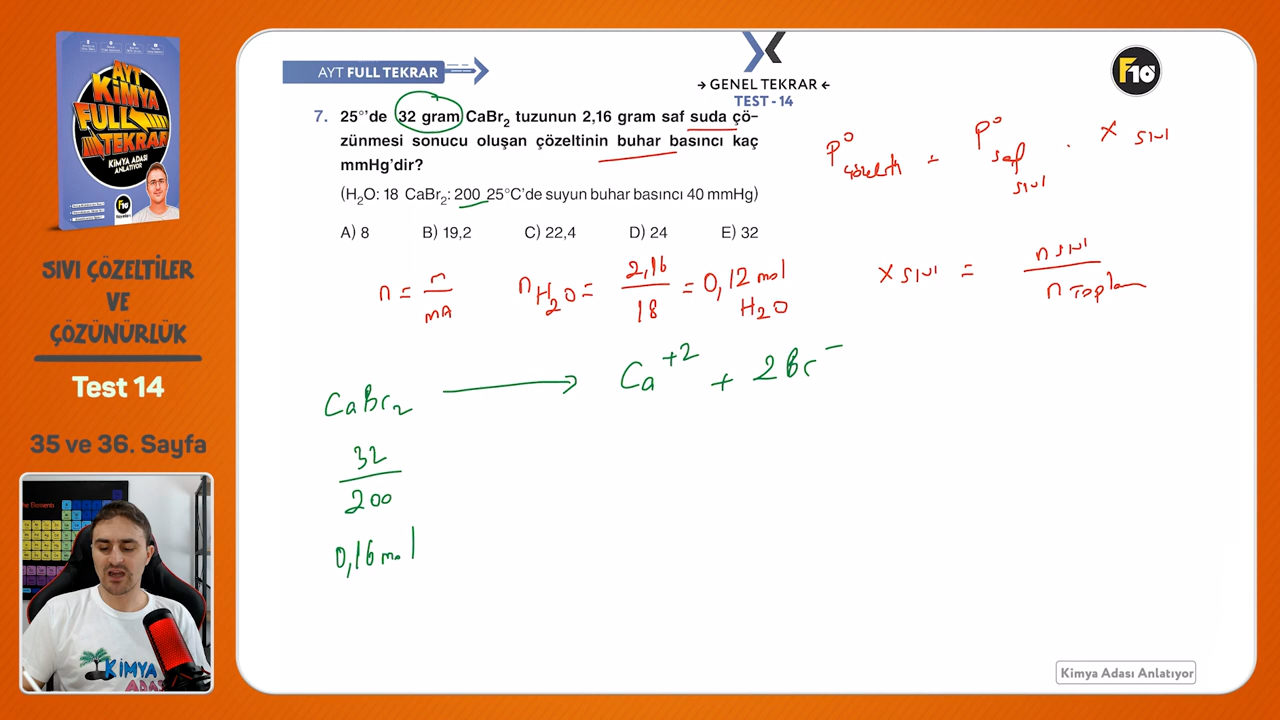 AYT
KİMYA
FULL
TEKRAR
KİMYA ADASI
ANLATIYOR
F10
SIVI ÇÖZELTİLER
VE
ÇÖZÜNÜRLÜK
Test 14
35 ve 36. Sayfa
KİMYA
ADASI
AYT FULL TEKRAR
GENEL TEKRAR
TEST - 14
F10
7. 25°'de 32 gram CaBr₂ tuzunun 2,16 gram saf suda çö-
zünmesi sonucu oluşan çözeltinin buhar basıncı kaç
mmHg'dir?
(H₂O: 18 CaBr₂: 200 25°C'de suyun buhar basıncı 40 mmHg)
A) 8 B) 19,2 C) 22,4 D) 24 E) 32
P° çözelti = P° saf sıvı . X sıvı
n = m / mA
nH₂O = 2,16 / 18 = 0,12 mol H₂O
X sıvı = n sıvı / n Toplam
CaBr₂ → Ca⁺² + 2Br⁻
32
200
0,16 mol
Kimya Adası Anlatıyor